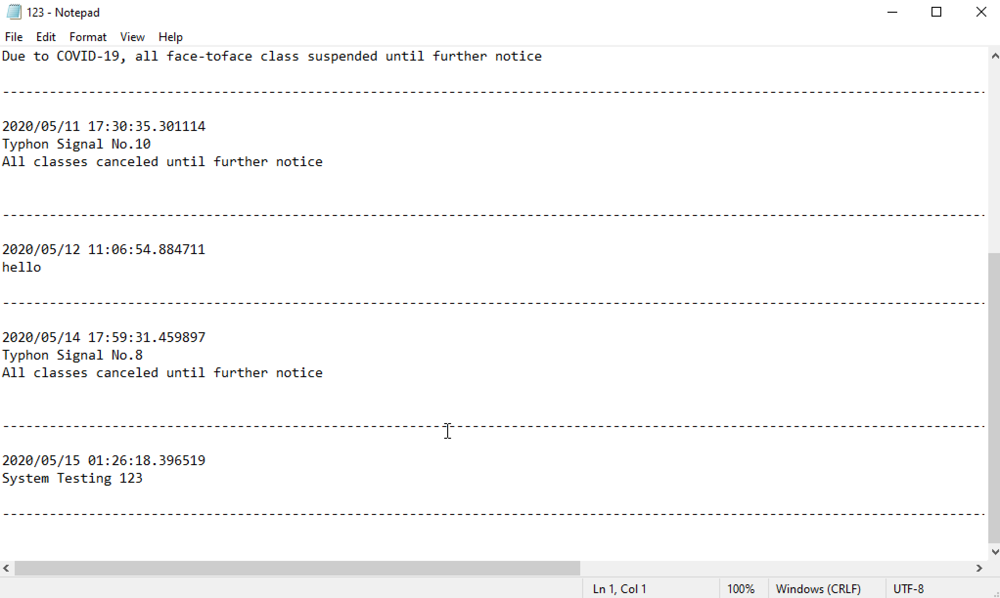 123 - Notepad
File Edit Format View Help
Due to COVID-19, all face-toface class suspended until further notice
-----------------------------------------------------------------------------------------------------------------------------
2020/05/11 17:30:35.301114
Typhon Signal No.10
All classes canceled until further notice
-----------------------------------------------------------------------------------------------------------------------------
2020/05/12 11:06:54.884711
hello
-----------------------------------------------------------------------------------------------------------------------------
2020/05/14 17:59:31.459897
Typhon Signal No.8
All classes canceled until further notice
-----------------------------------------------------------------------------------------------------------------------------
2020/05/15 01:26:18.396519
System Testing 123
-----------------------------------------------------------------------------------------------------------------------------
Ln 1, Col 1 100% Windows (CRLF) UTF-8